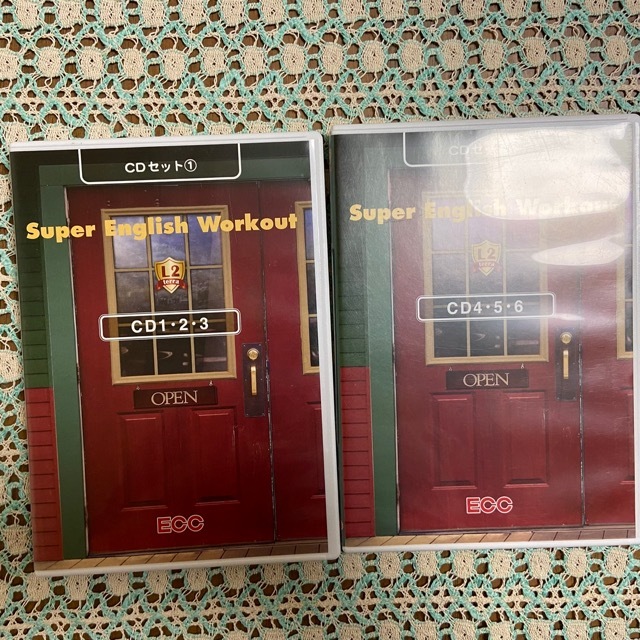 CDセット①
Super English Workout
L2
terra
CD1・2・3
OPEN
ECC
Super English Workout
L2
CD4・5・6
OPEN
ECC